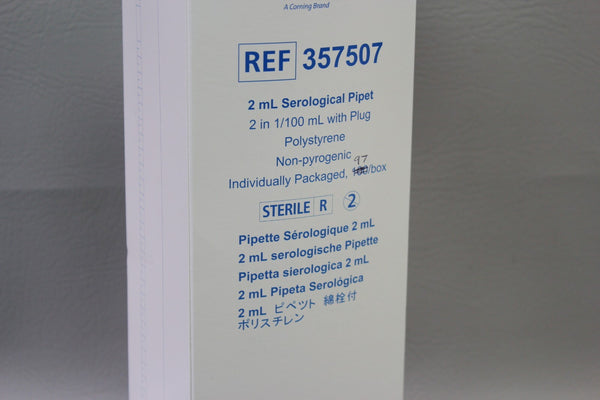 A Corning Brand
REF 357507
2 mL Serological Pipet
2 in 1/100 mL with Plug
Polystyrene
Non-pyrogenic
97
Individually Packaged, 100/box
STERILE R 2
Pipette Sérologique 2 mL
2 mL serologische Pipette
Pipetta sierologica 2 mL
2 mL Pipeta Serológica
2 mL ピペット 綿栓付
ポリスチレン